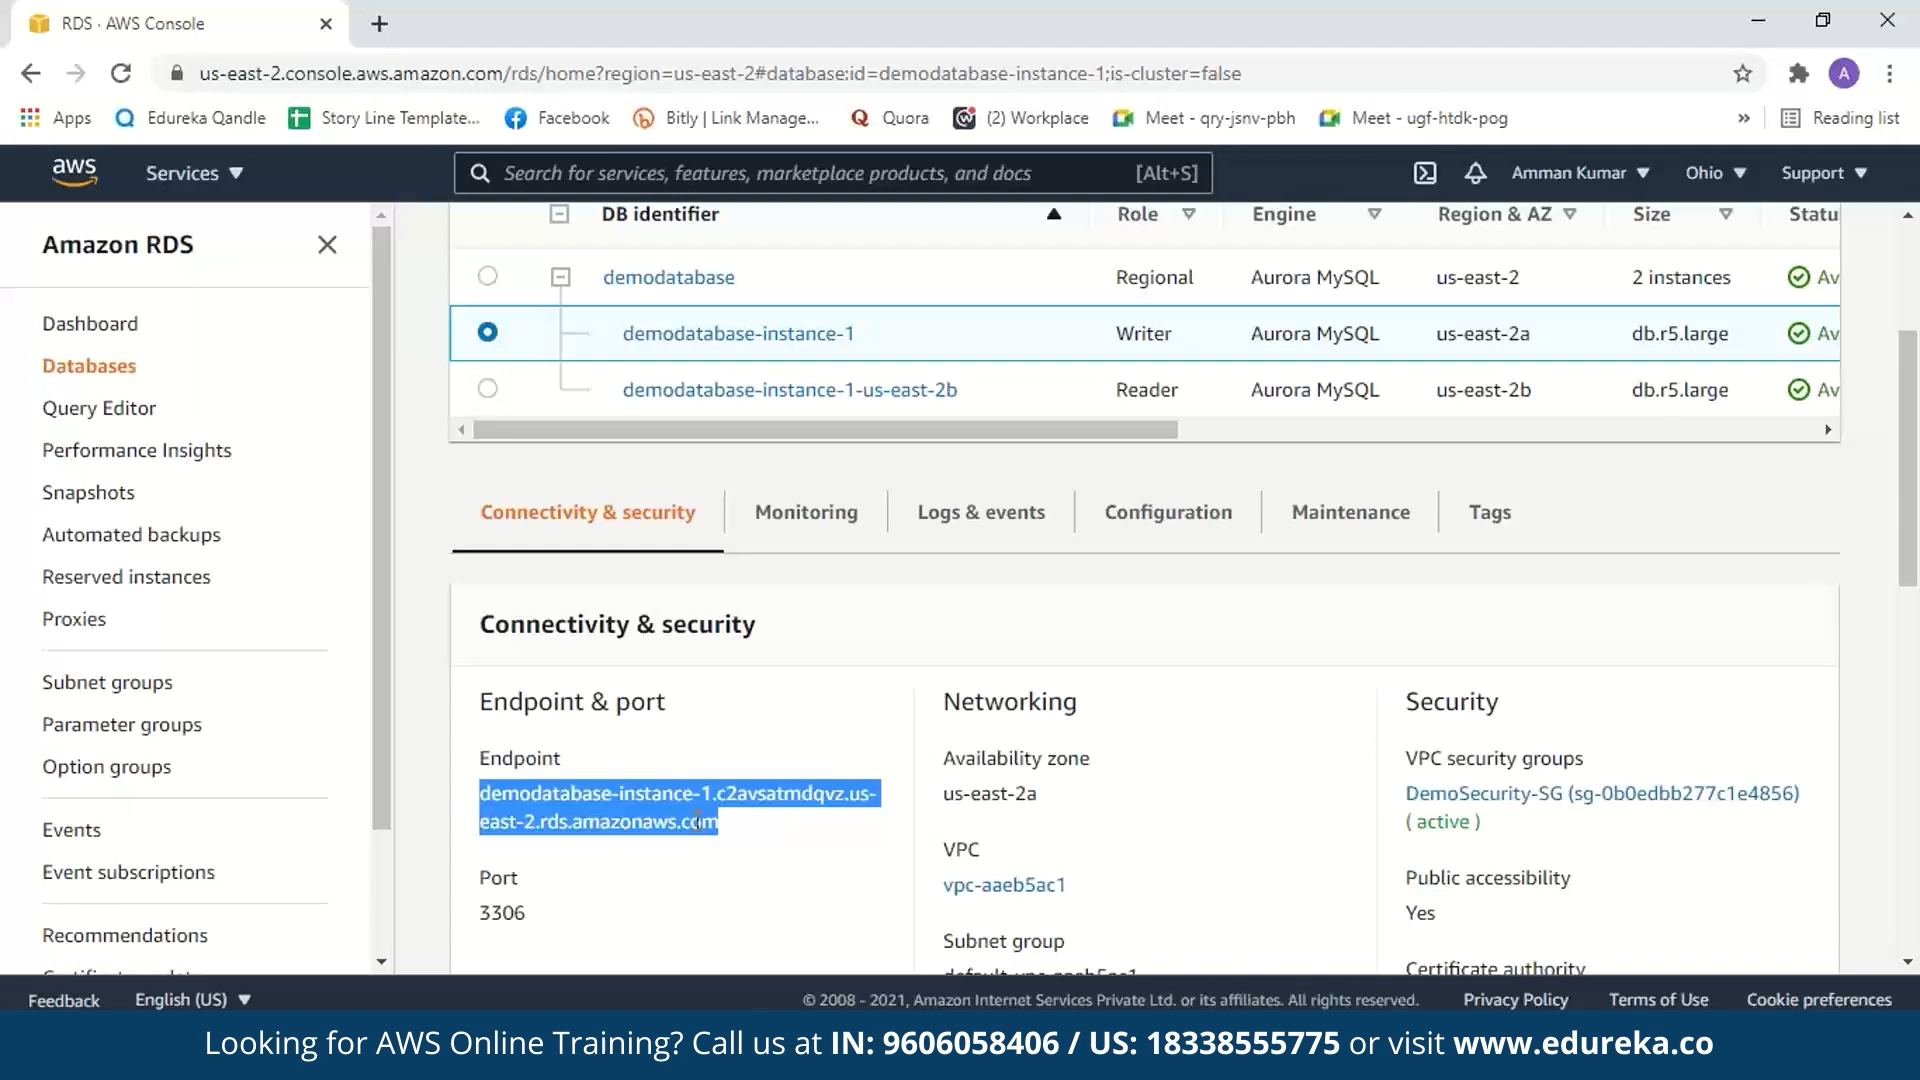 RDS · AWS Console
us-east-2.console.aws.amazon.com/rds/home?region=us-east-2#database:id=demodatabase-instance-1;is-cluster=false
A
Apps
Edureka Qandle
Story Line Template...
Facebook
Bitly | Link Manage...
Quora
(2) Workplace
Meet - qry-jsnv-pbh
Meet - ugf-htdk-pog
»
Reading list
aws
Services
Search for services, features, marketplace products, and docs
[Alt+S]
Amman Kumar
Ohio
Support
Amazon RDS
Dashboard
Databases
Query Editor
Performance Insights
Snapshots
Automated backups
Reserved instances
Proxies
Subnet groups
Parameter groups
Option groups
Events
Event subscriptions
Recommendations
DB identifier Role Engine Region & AZ Size Statu
demodatabase Regional Aurora MySQL us-east-2 2 instances Av
demodatabase-instance-1 Writer Aurora MySQL us-east-2a db.r5.large Av
demodatabase-instance-1-us-east-2b Reader Aurora MySQL us-east-2b db.r5.large Av
Connectivity & security
Monitoring
Logs & events
Configuration
Maintenance
Tags
Connectivity & security
Endpoint & port
Endpoint
demodatabase-instance-1.c2avsatmdqvz.us-
east-2.rds.amazonaws.com
Port
3306
Networking
Availability zone
us-east-2a
VPC
vpc-aaeb5ac1
Subnet group
Security
VPC security groups
DemoSecurity-SG (sg-0b0edbb277c1e4856)
( active )
Public accessibility
Yes
Certificate authority
Feedback
English (US)
© 2008 - 2021, Amazon Internet Services Private Ltd. or its affiliates. All rights reserved.
Privacy Policy
Terms of Use
Cookie preferences
Looking for AWS Online Training? Call us at IN: 9606058406 / US: 18338555775 or visit www.edureka.co